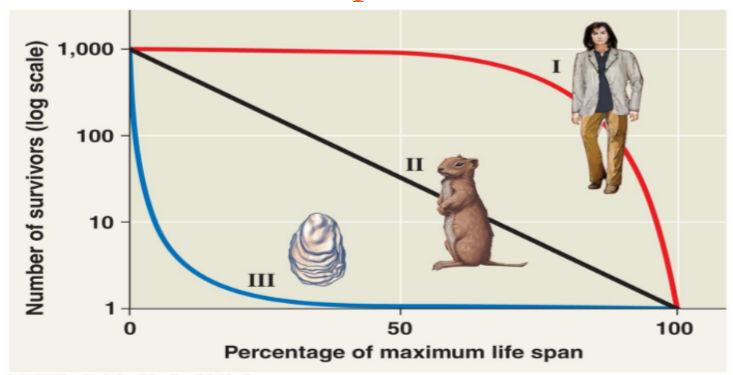 Number of survivors (log scale)
1,000
100
10
1
I
II
III
0
50
100
Percentage of maximum life span